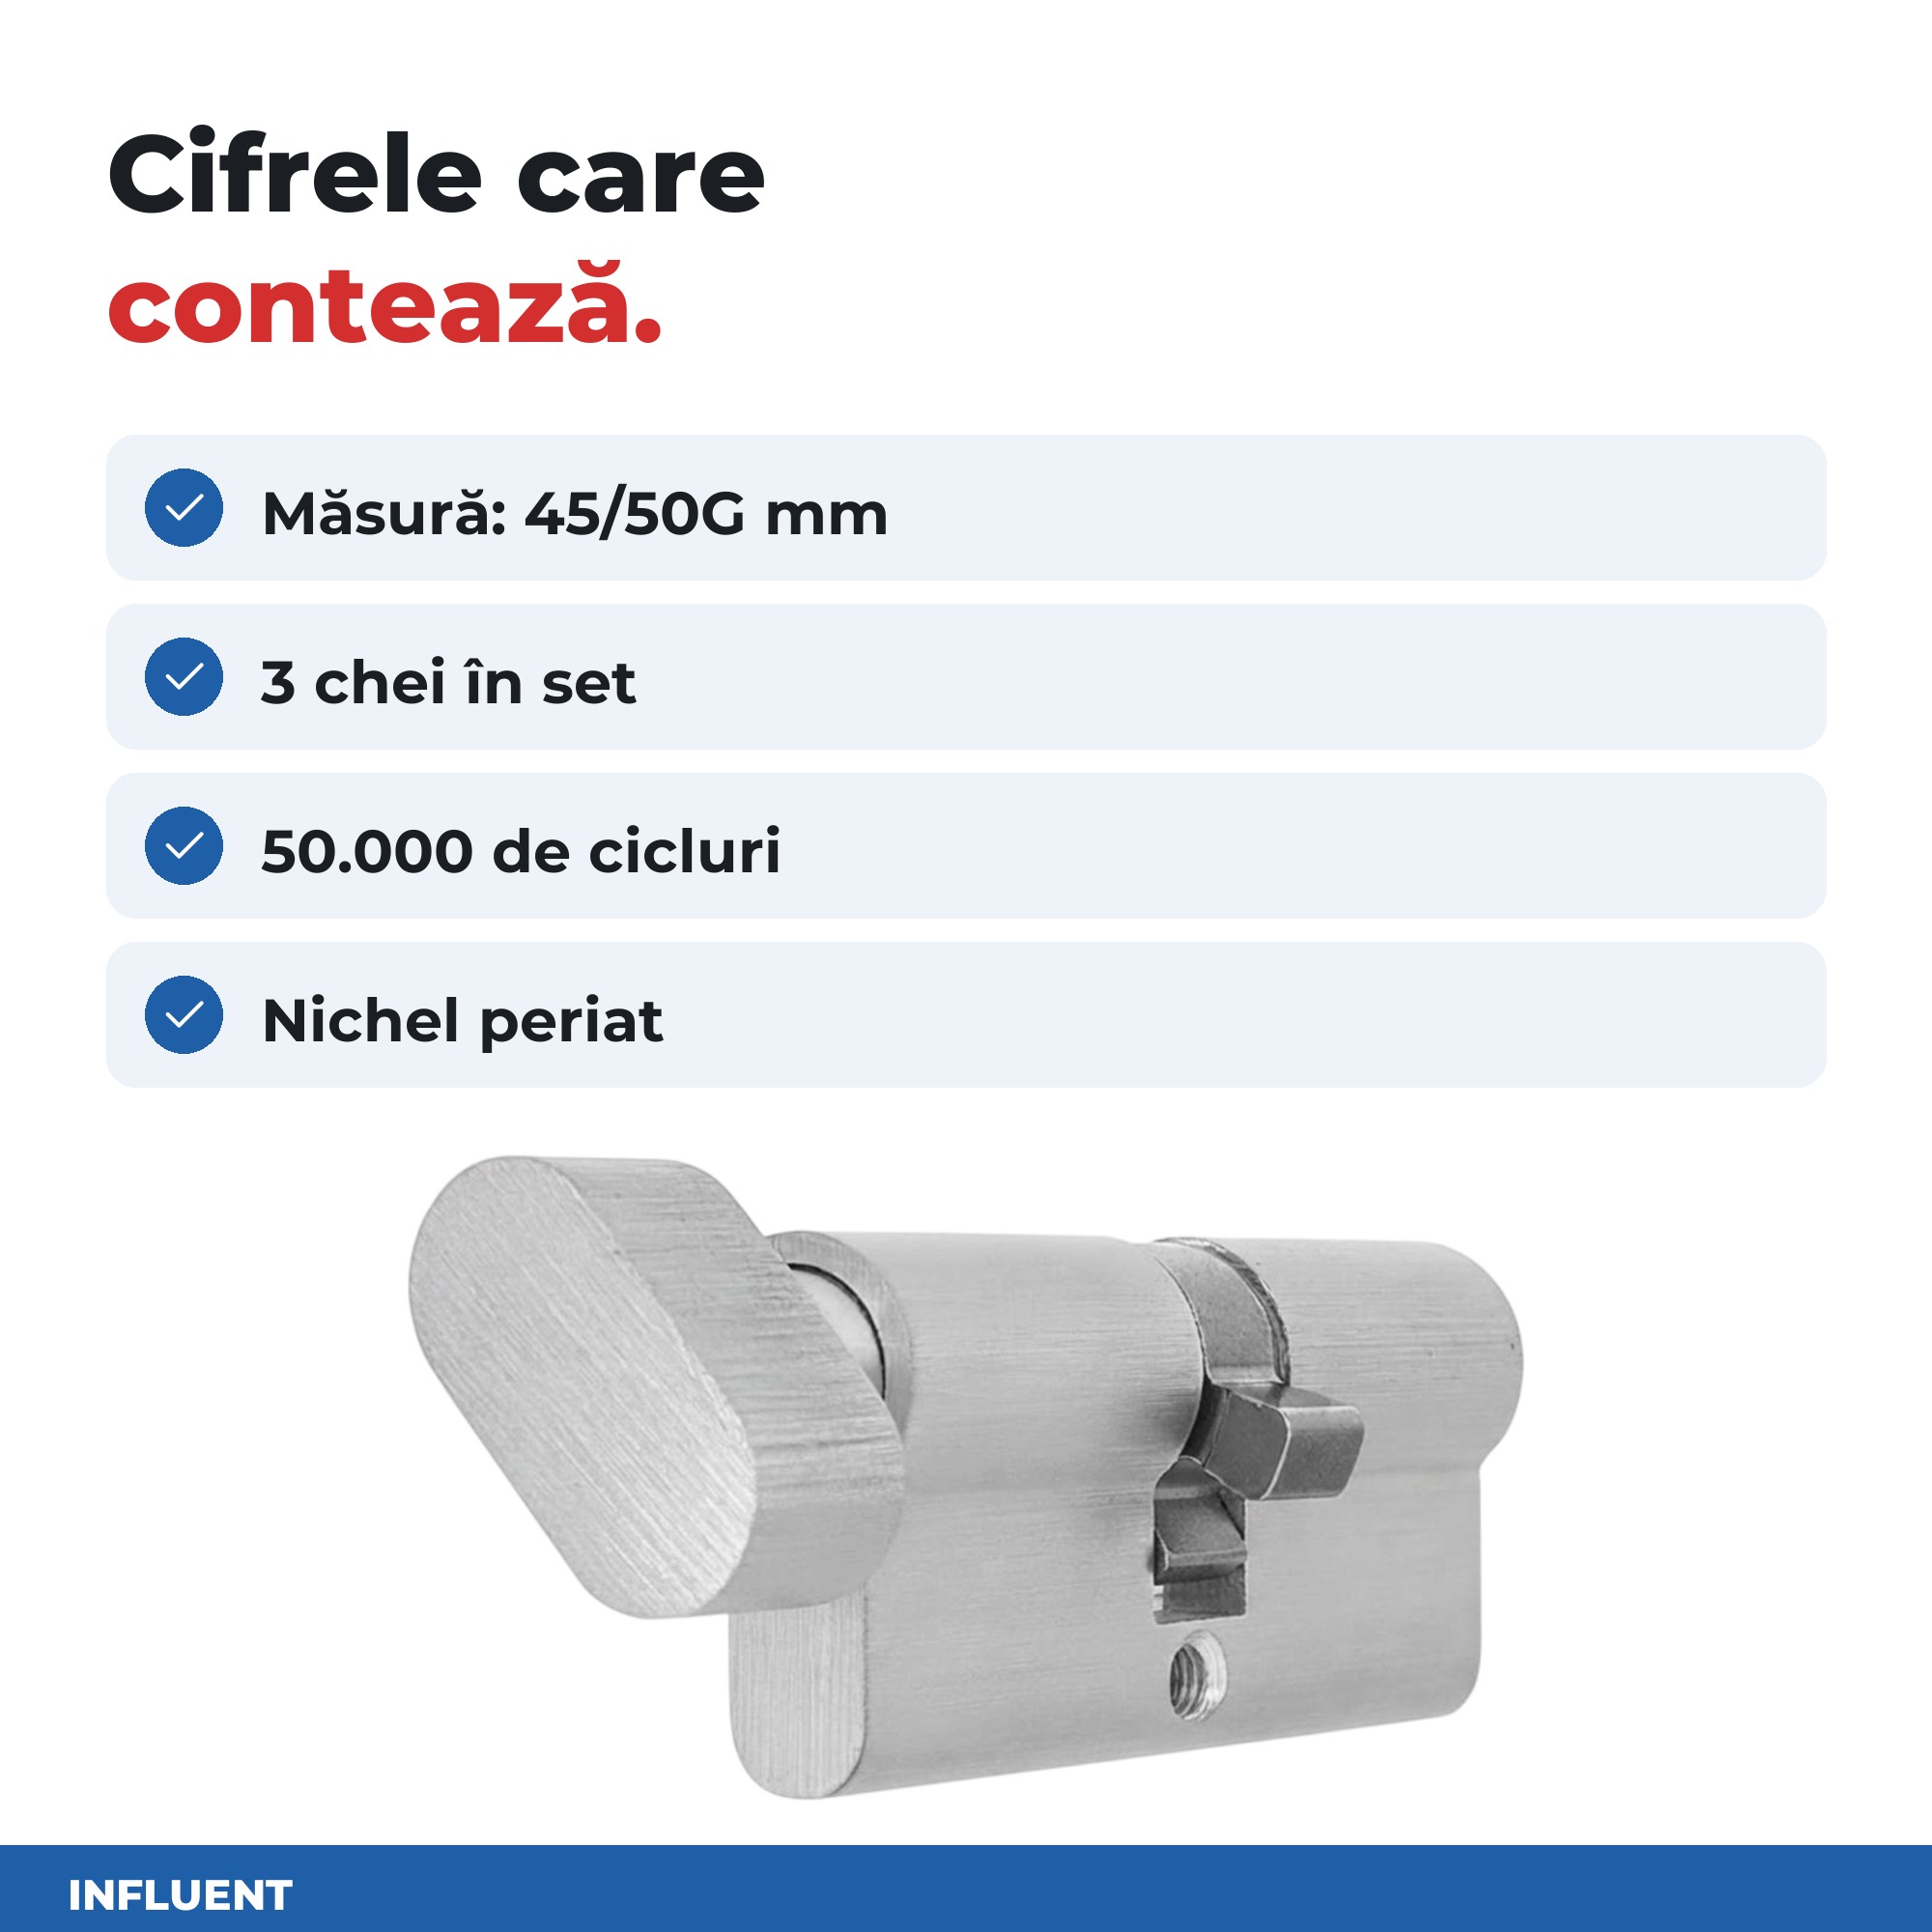 Cifrele care
contează.
Măsură: 45/50G mm
3 chei în set
50.000 de cicluri
Nichel periat
INFLUENT